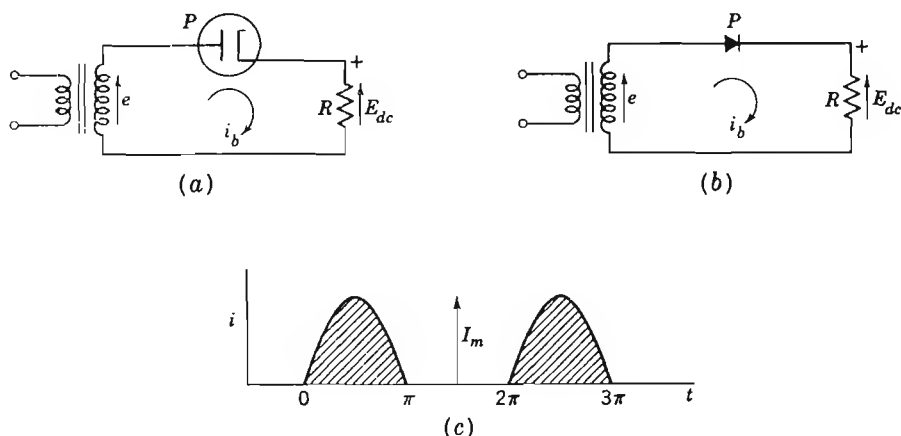 P
e
i_b
R
+
E_dc
(a)
P
e
i_b
R
+
E_dc
(b)
i
I_m
0 π 2π 3π t
(c)